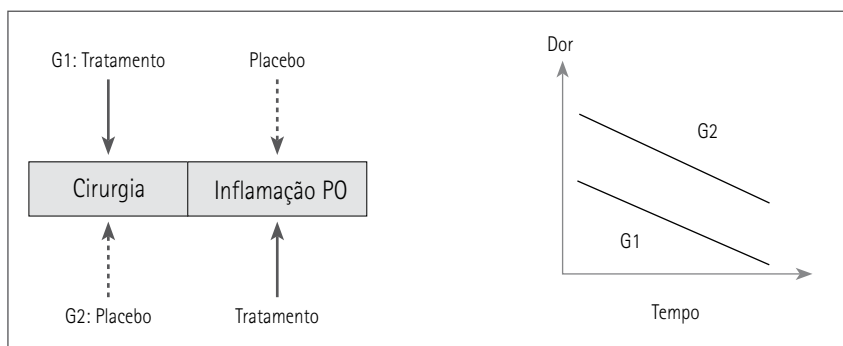 G1: Tratamento
Placebo
Cirurgia
Inflamação PO
G2: Placebo
Tratamento
Dor
G2
G1
Tempo